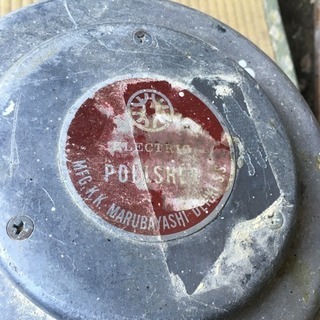 ELECTRIC
POLISHER
MFG. K.K. MARUBAYASHI